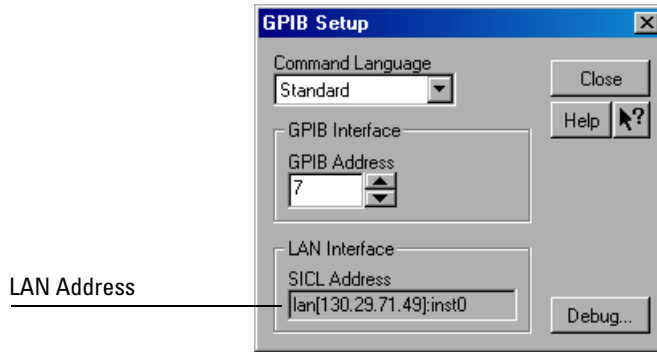 GPIB Setup
Command Language
Standard
Close
Help ?
GPIB Interface
GPIB Address
7
LAN Interface
SICL Address
lan[130.29.71.49]:inst0
Debug...
LAN Address